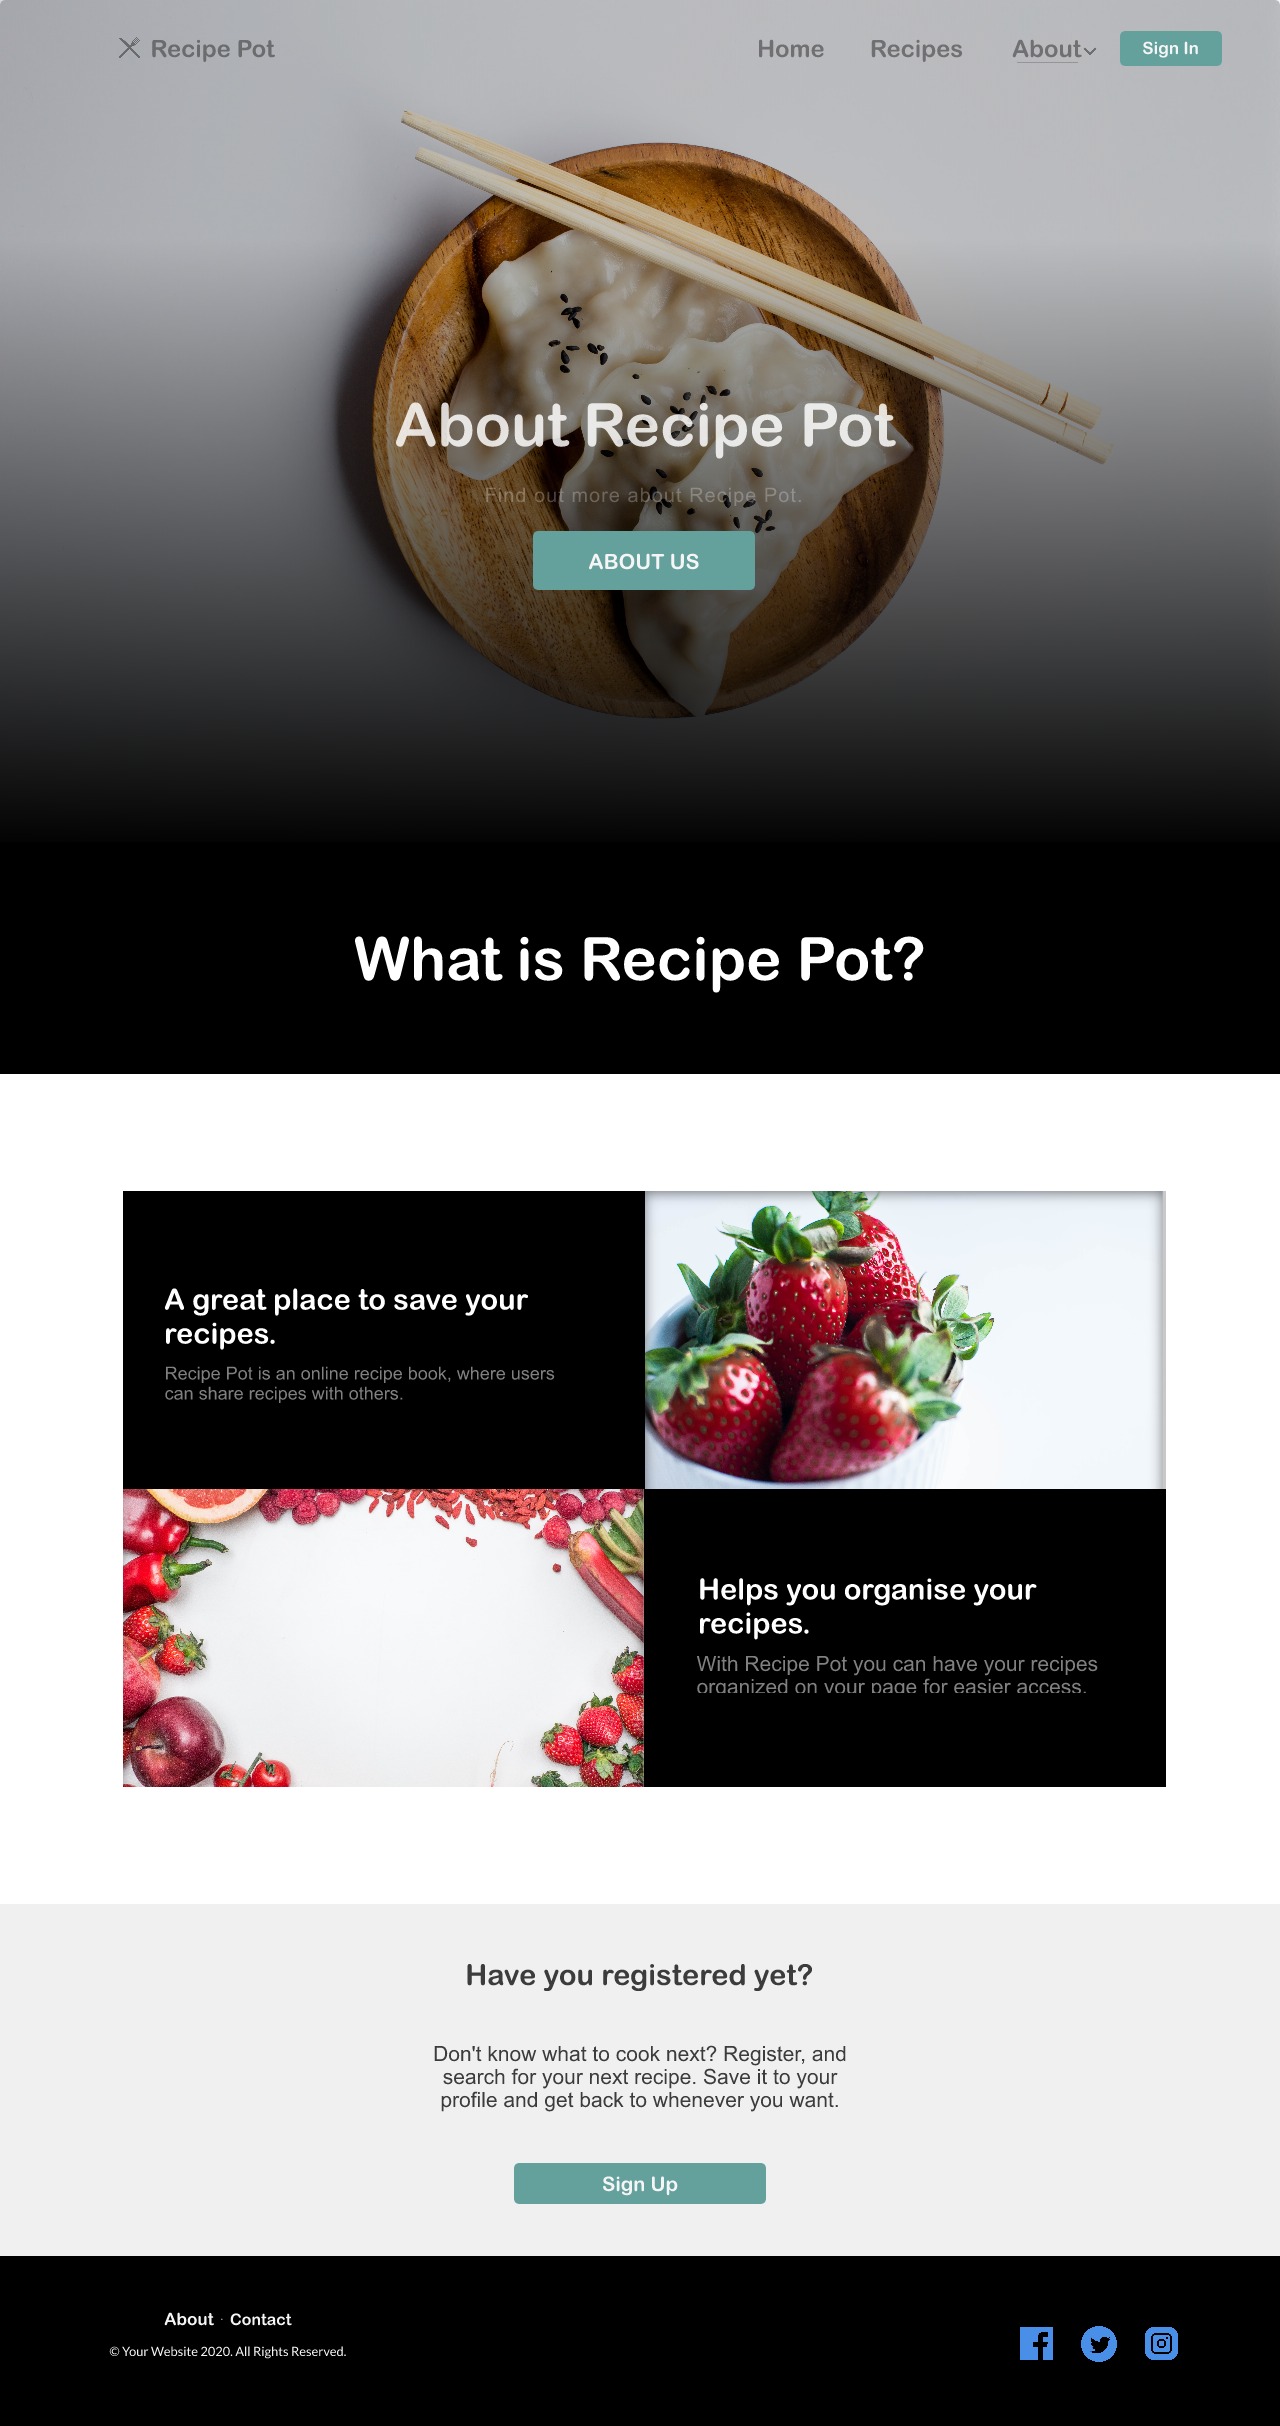 Recipe Pot
Home
Recipes
About
Sign In
About Recipe Pot
Find out more about Recipe Pot.
ABOUT US
What is Recipe Pot?
A great place to save your
recipes.
Recipe Pot is an online recipe book, where users
can share recipes with others.
Helps you organise your
recipes.
With Recipe Pot you can have your recipes
organized on your page for easier access.
Have you registered yet?
Don't know what to cook next? Register, and
search for your next recipe. Save it to your
profile and get back to whenever you want.
Sign Up
About · Contact
© Your Website 2020. All Rights Reserved.